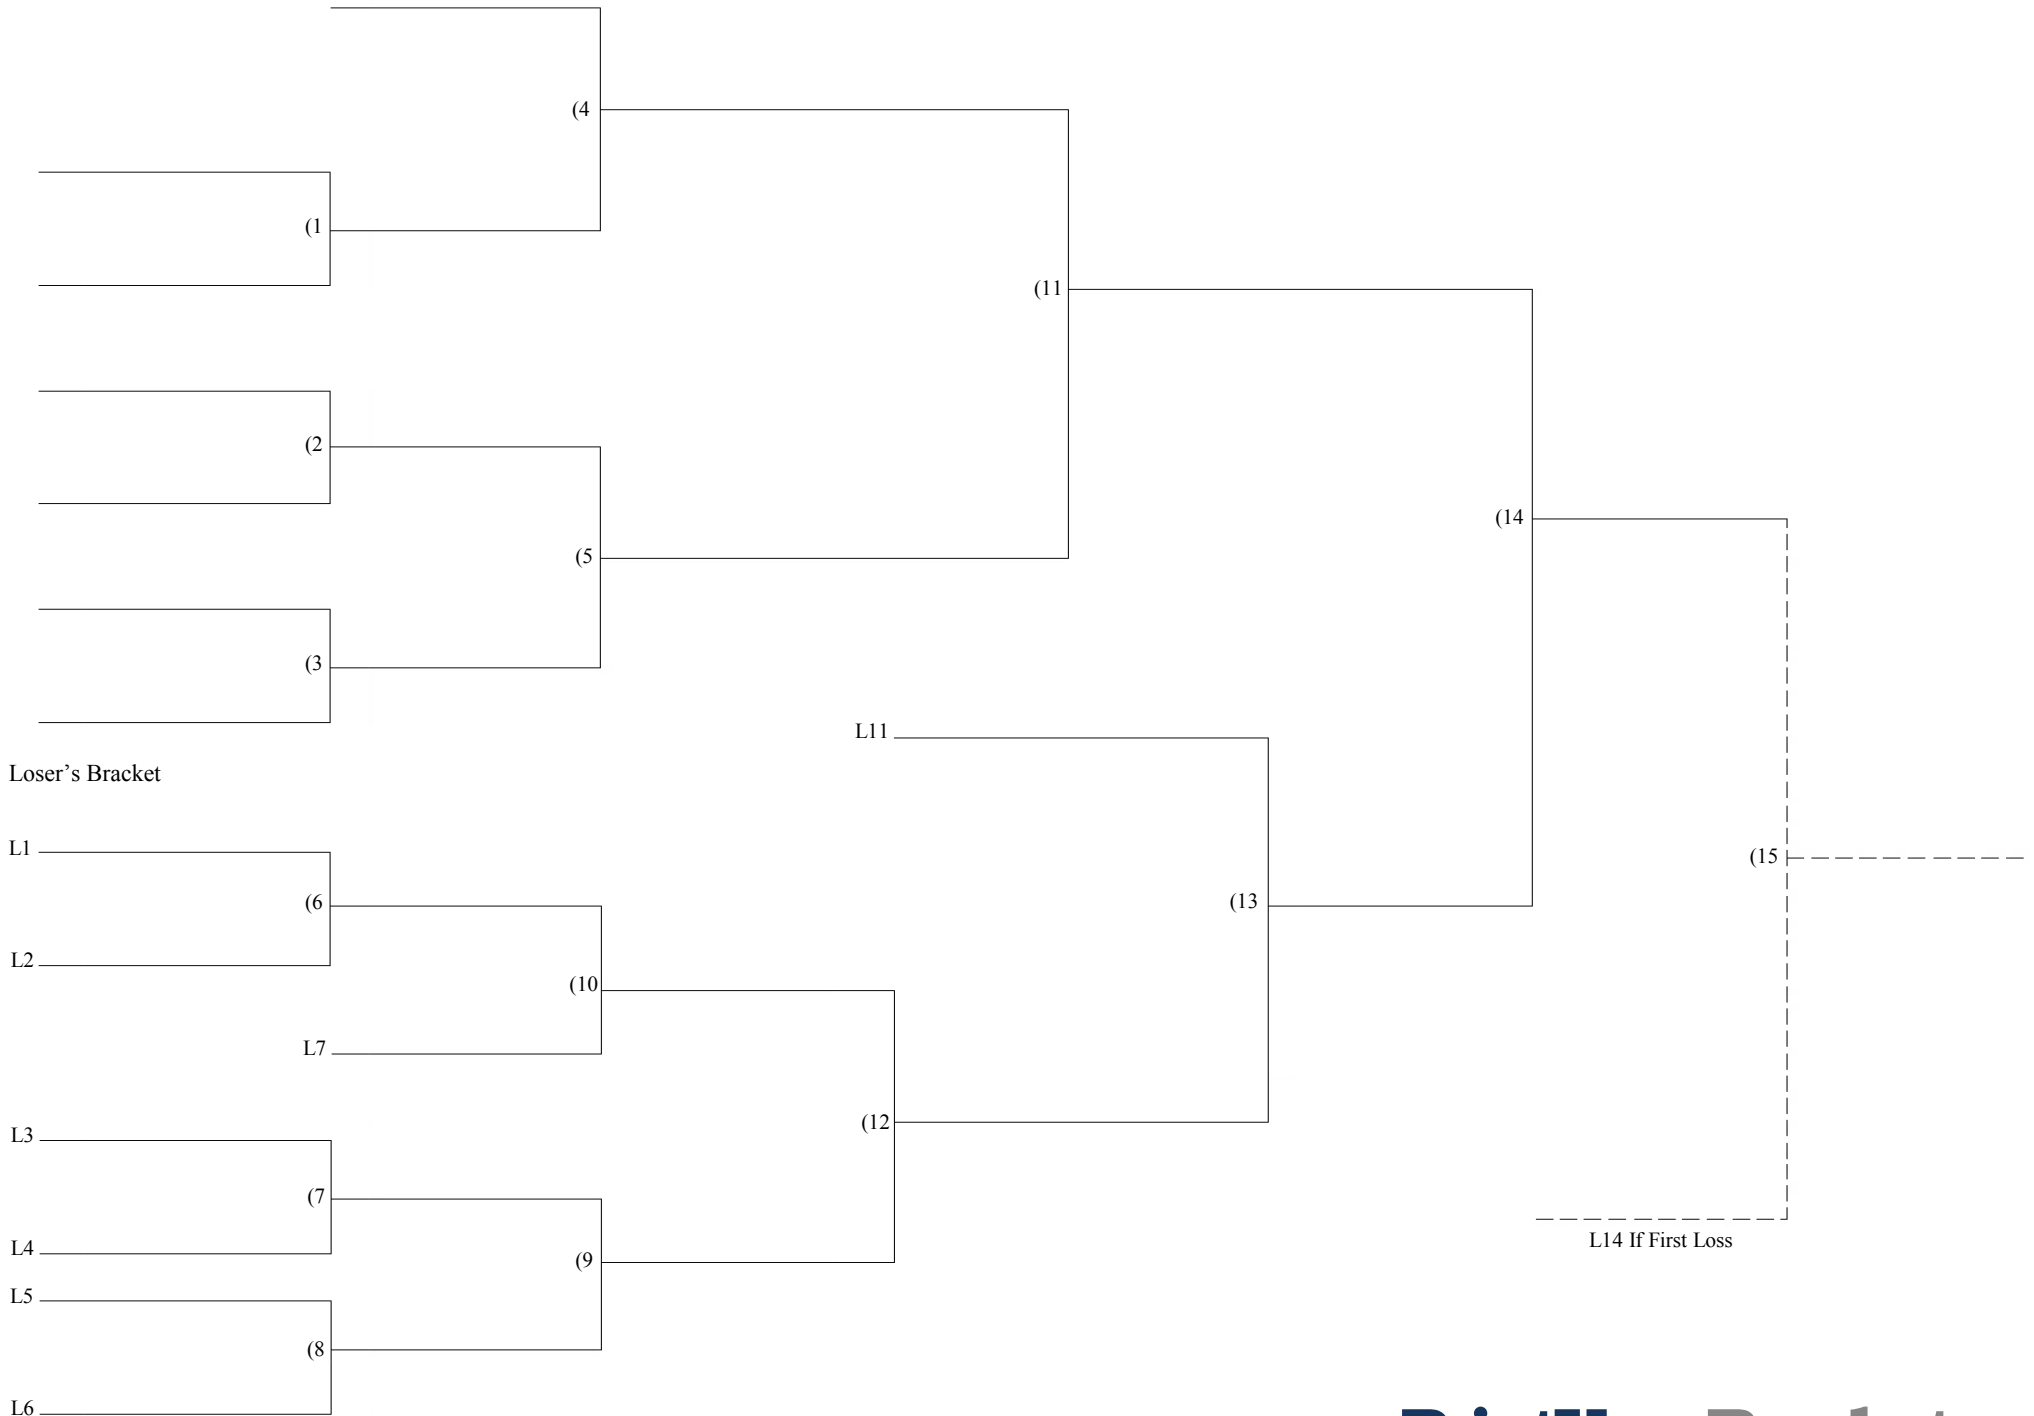 (4
(1
(11
(2
(14
(5
(3
L11
Loser’s Bracket
L1
(15
(6
(13
L2
(10
L7
(12
L3
(7
L14 If First Loss
L4
(9
L5
(8
L6